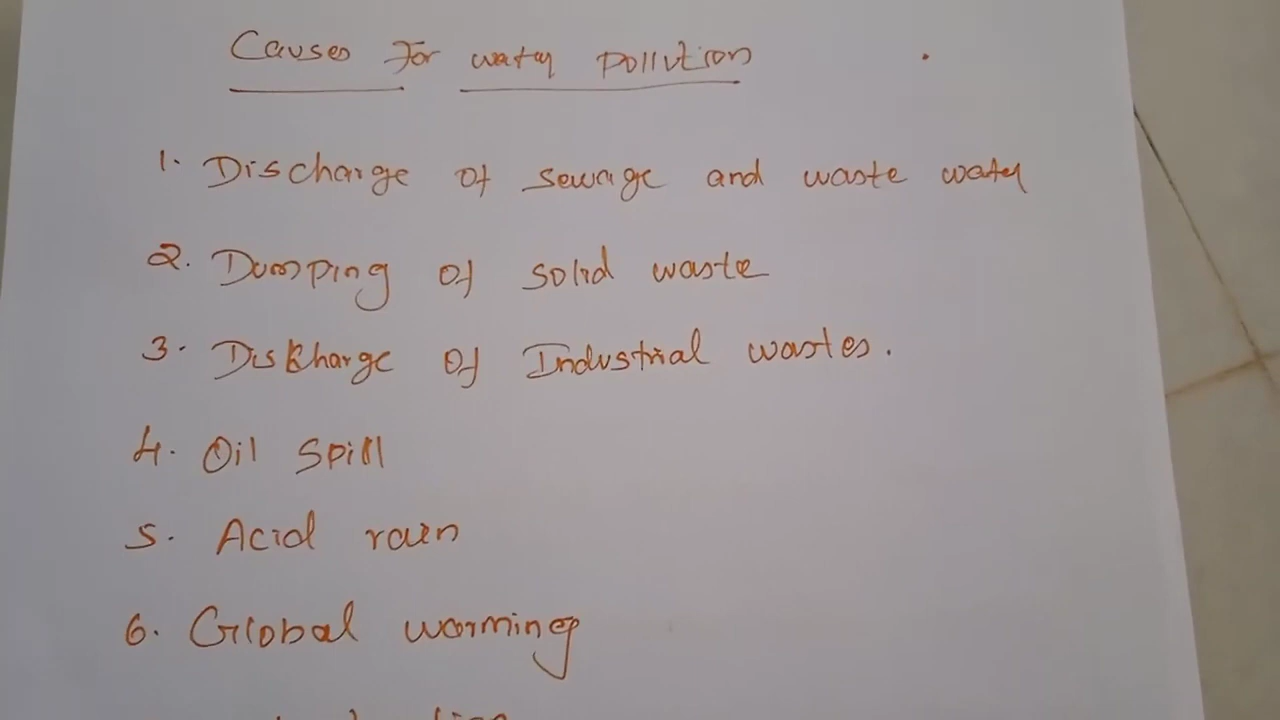 Causes For water pollution
1. Discharge of sewage and waste water
2. Dumping of solid waste
3. Discharge of Industrial wastes.
4. Oil spill
5. Acid rain
6. Global worming